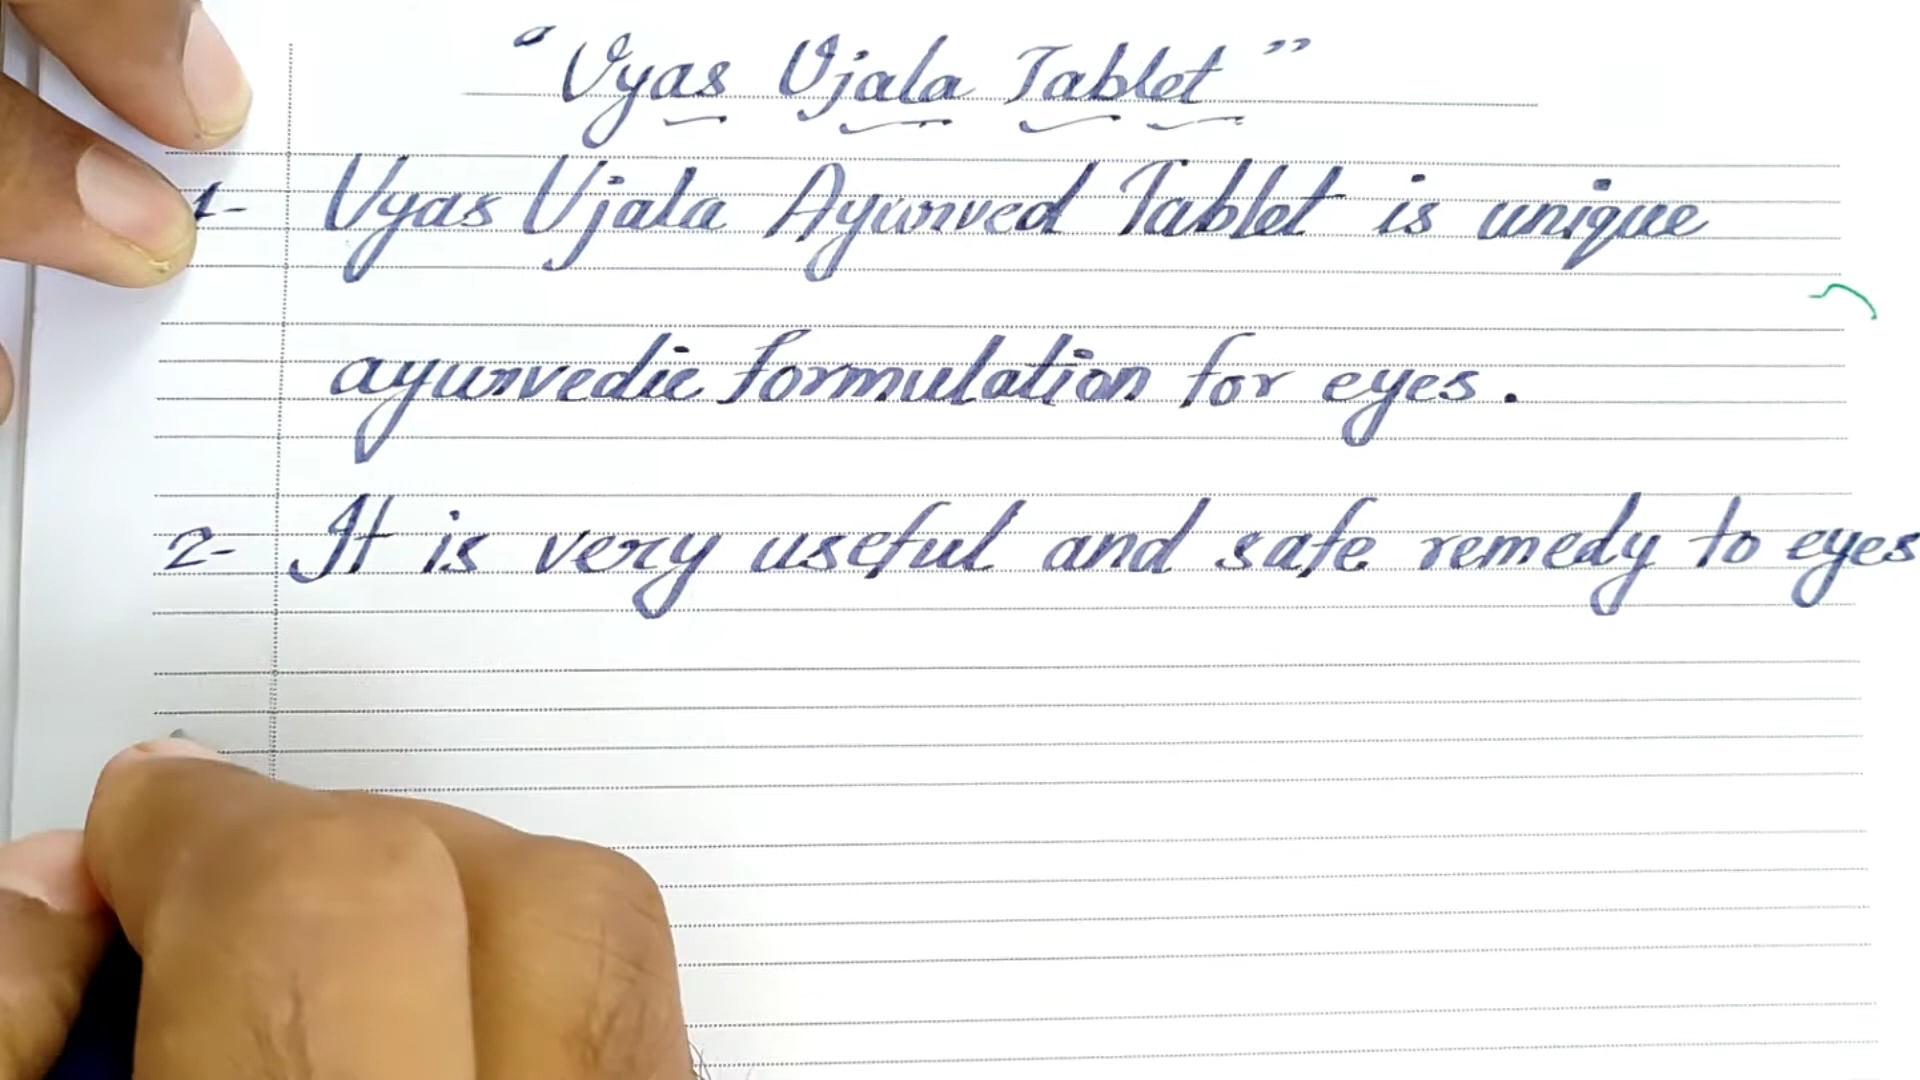 “Vyas Ujala Tablet”
1- Vyas Ujala Ayurved Tablet is unique
ayurvedic formulation for eyes.
2- It is very useful and safe remedy to eyes